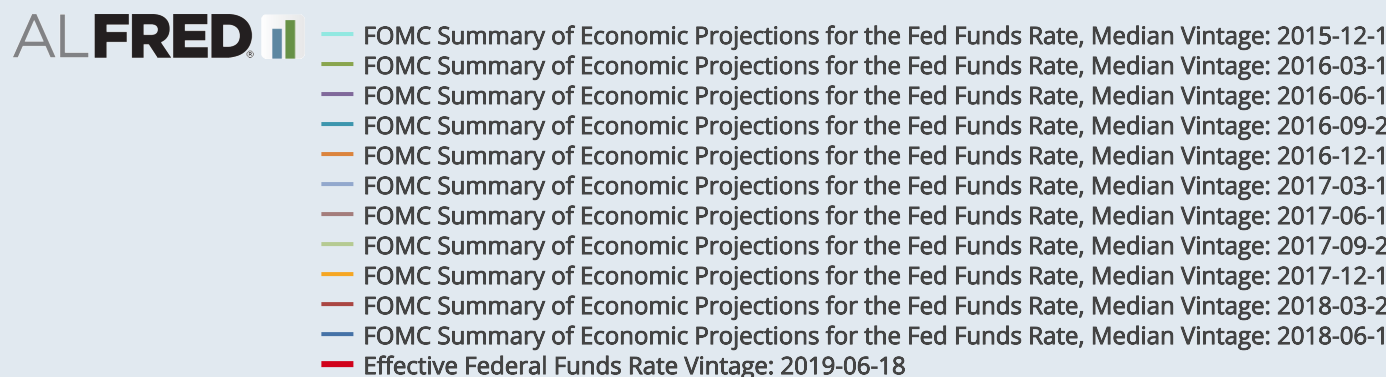 ALFRED®
FOMC Summary of Economic Projections for the Fed Funds Rate, Median Vintage: 2015-12-1
FOMC Summary of Economic Projections for the Fed Funds Rate, Median Vintage: 2016-03-1
FOMC Summary of Economic Projections for the Fed Funds Rate, Median Vintage: 2016-06-1
FOMC Summary of Economic Projections for the Fed Funds Rate, Median Vintage: 2016-09-2
FOMC Summary of Economic Projections for the Fed Funds Rate, Median Vintage: 2016-12-1
FOMC Summary of Economic Projections for the Fed Funds Rate, Median Vintage: 2017-03-1
FOMC Summary of Economic Projections for the Fed Funds Rate, Median Vintage: 2017-06-1
FOMC Summary of Economic Projections for the Fed Funds Rate, Median Vintage: 2017-09-2
FOMC Summary of Economic Projections for the Fed Funds Rate, Median Vintage: 2017-12-1
FOMC Summary of Economic Projections for the Fed Funds Rate, Median Vintage: 2018-03-2
FOMC Summary of Economic Projections for the Fed Funds Rate, Median Vintage: 2018-06-1
Effective Federal Funds Rate Vintage: 2019-06-18